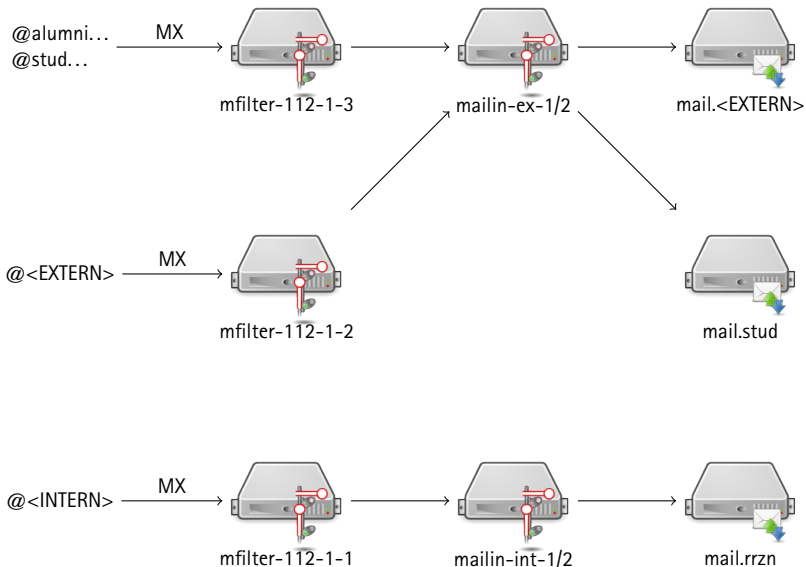 @alumni…
@stud…
MX
mfilter-112-1-3
mailin-ex-1/2
mail.<EXTERN>
@<EXTERN>
MX
mfilter-112-1-2
mail.stud
@<INTERN>
MX
mfilter-112-1-1
mailin-int-1/2
mail.rrzn